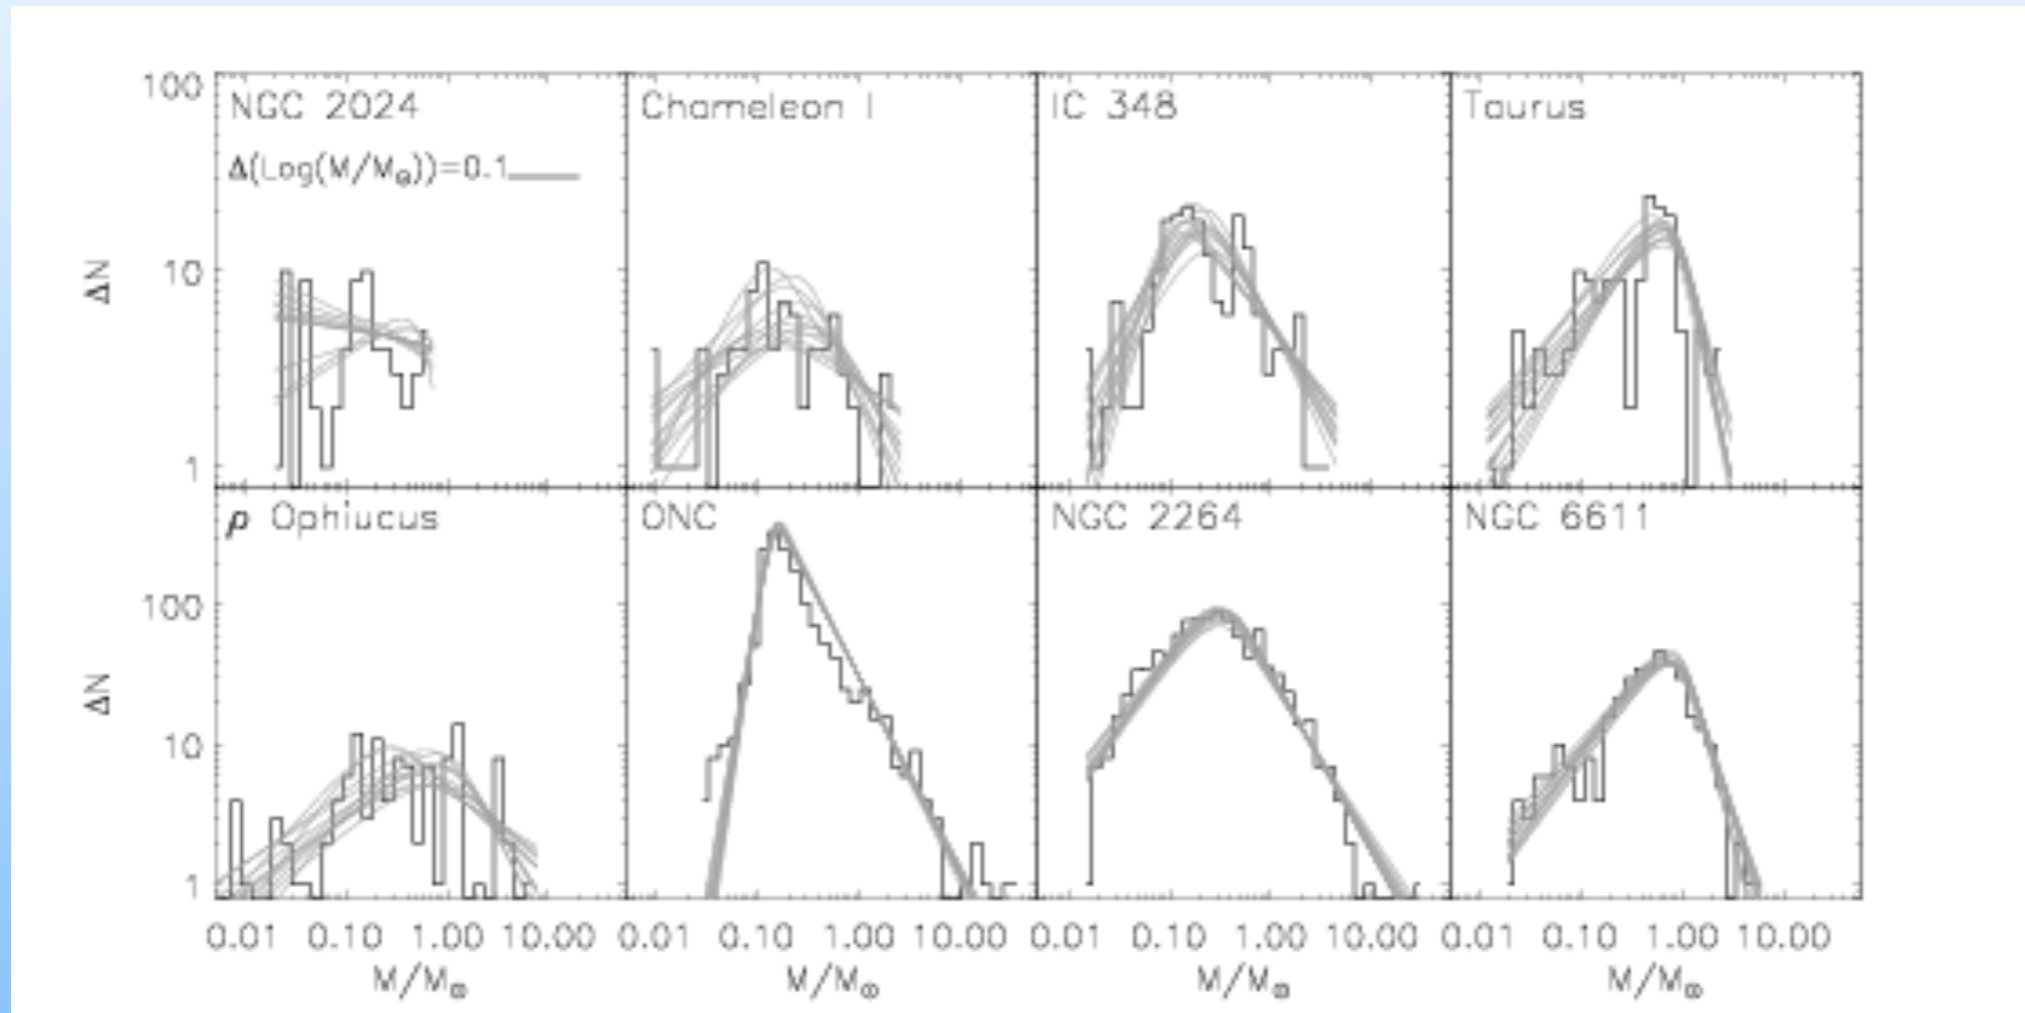 100
NGC 2024
Chameleon I
IC 348
Taurus
Δ(Log(M/M⊙))=0.1
ΔN
10
1
ρ Ophiucus
ONC
NGC 2264
NGC 6611
100
ΔN
10
1
0.01 0.10 1.00 10.00 0.01 0.10 1.00 10.00 0.01 0.10 1.00 10.00 0.01 0.10 1.00 10.00
M/M⊙ M/M⊙ M/M⊙ M/M⊙